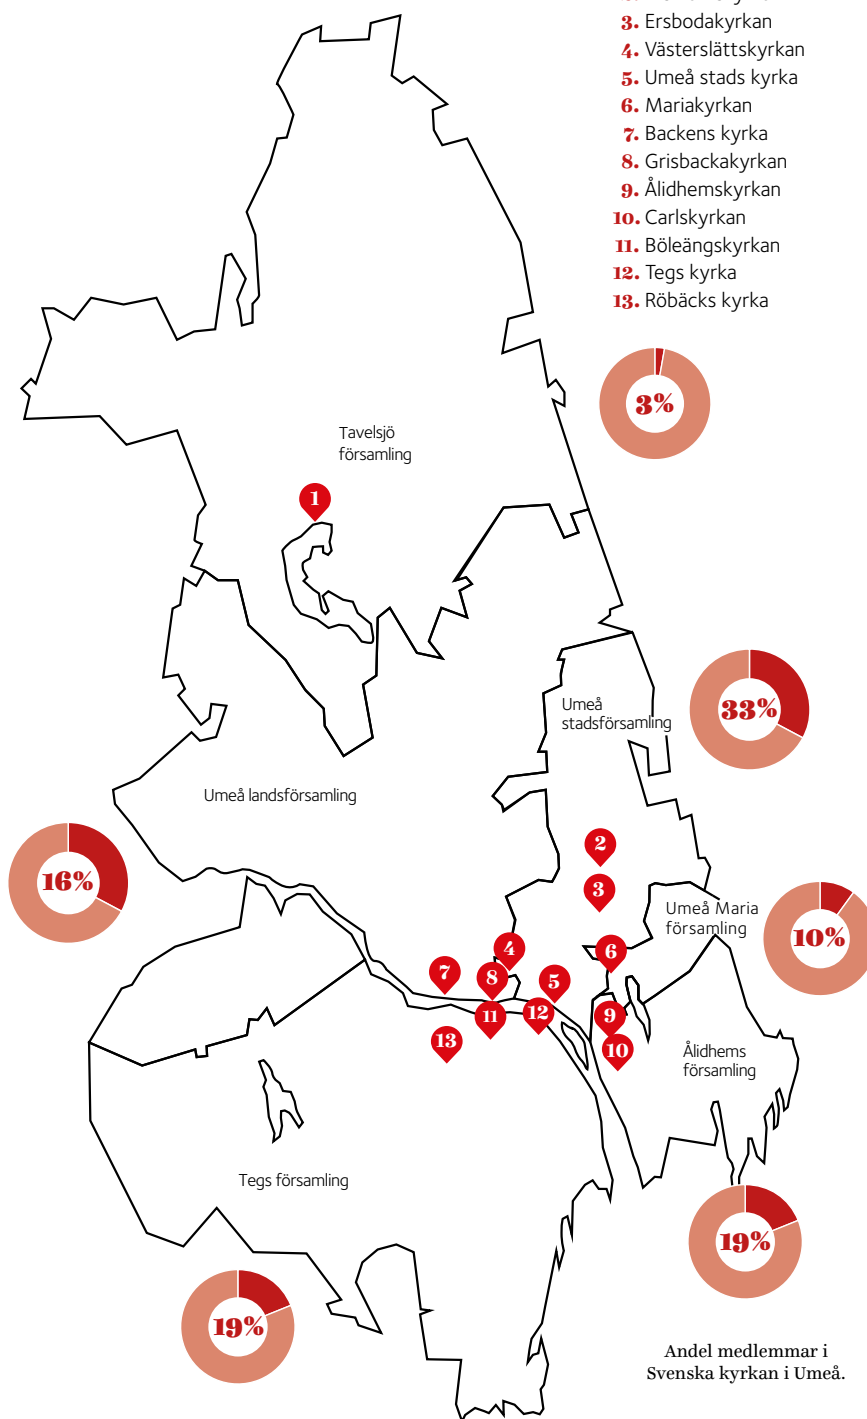 3. Ersbodakyrkan
4. Västerslättskyrkan
5. Umeå stads kyrka
6. Mariakyrkan
7. Backens kyrka
8. Grisbackakyrkan
9. Ålidhemskyrkan
10. Carlskyrkan
11. Böleängskyrkan
12. Tegs kyrka
13. Röbäcks kyrka
3%
Tavelsjö
församling
1
Umeå
stadsförsamling
33%
Umeå landsförsamling
2
16%
3
Umeå Maria
församling
10%
4
6
7
8
5
11
12
9
13
10
Ålidhems
församling
Tegs församling
19%
19%
Andel medlemmar i
Svenska kyrkan i Umeå.